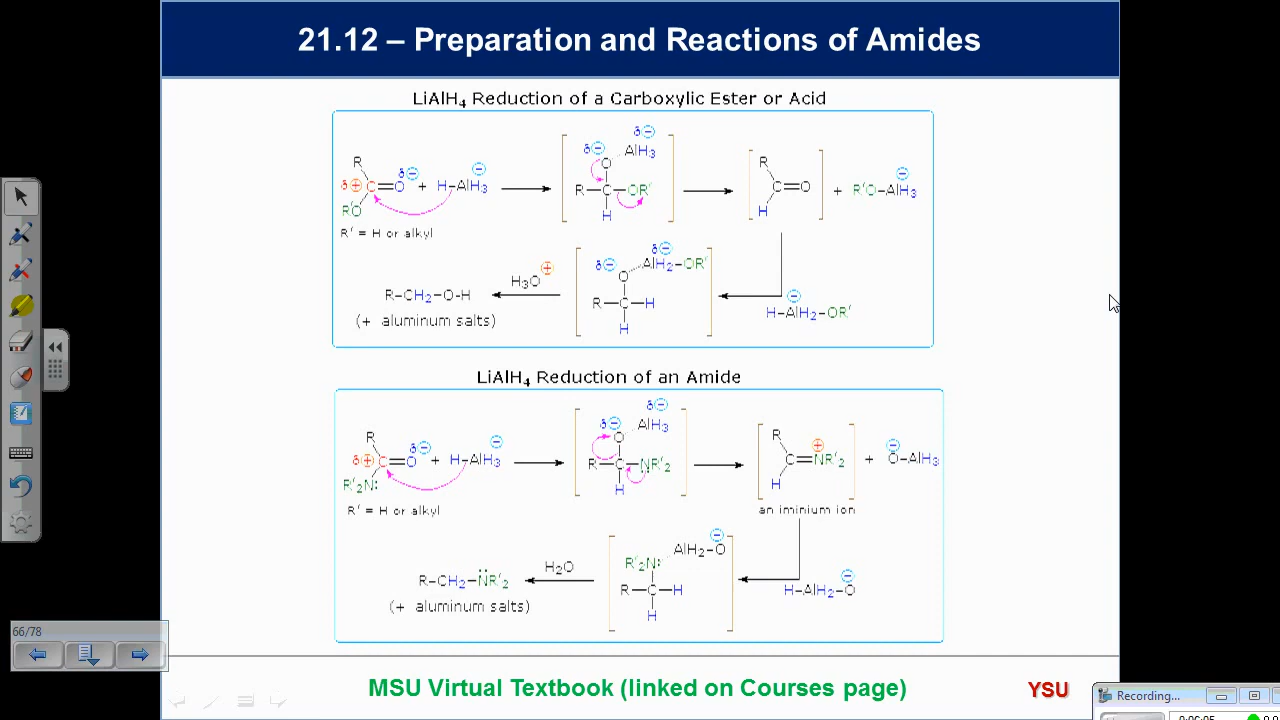 21.12 – Preparation and Reactions of Amides
LiAlH₄ Reduction of a Carboxylic Ester or Acid
R
δ⊕ C=O δ⊖ + H-AlH₃ ⊖
R'O
R' = H or alkyl
δ⊖
δ⊖ AlH₃
O
R-C-OR'
H
R
C=O + R'O-AlH₃ ⊖
H
δ⊖
δ⊖ AlH₂-OR'
O
R-C-H
H
H-AlH₂-OR' ⊖
H₃O⊕
R-CH₂-O-H
(+ aluminum salts)
LiAlH₄ Reduction of an Amide
R
δ⊕ C=O δ⊖ + H-AlH₃ ⊖
R'₂N:
R' = H or alkyl
δ⊖
δ⊖ AlH₃
O
R=C-NR'₂
H
R
C=NR'₂ ⊕ + O-AlH₃ ⊖
H
an iminium ion
AlH₂-O ⊖
R'₂N:
R-C-H
H
H-AlH₂-O ⊖
H₂O
R-CH₂-N̈R'₂
(+ aluminum salts)
66/78
MSU Virtual Textbook (linked on Courses page)
YSU
Recording...